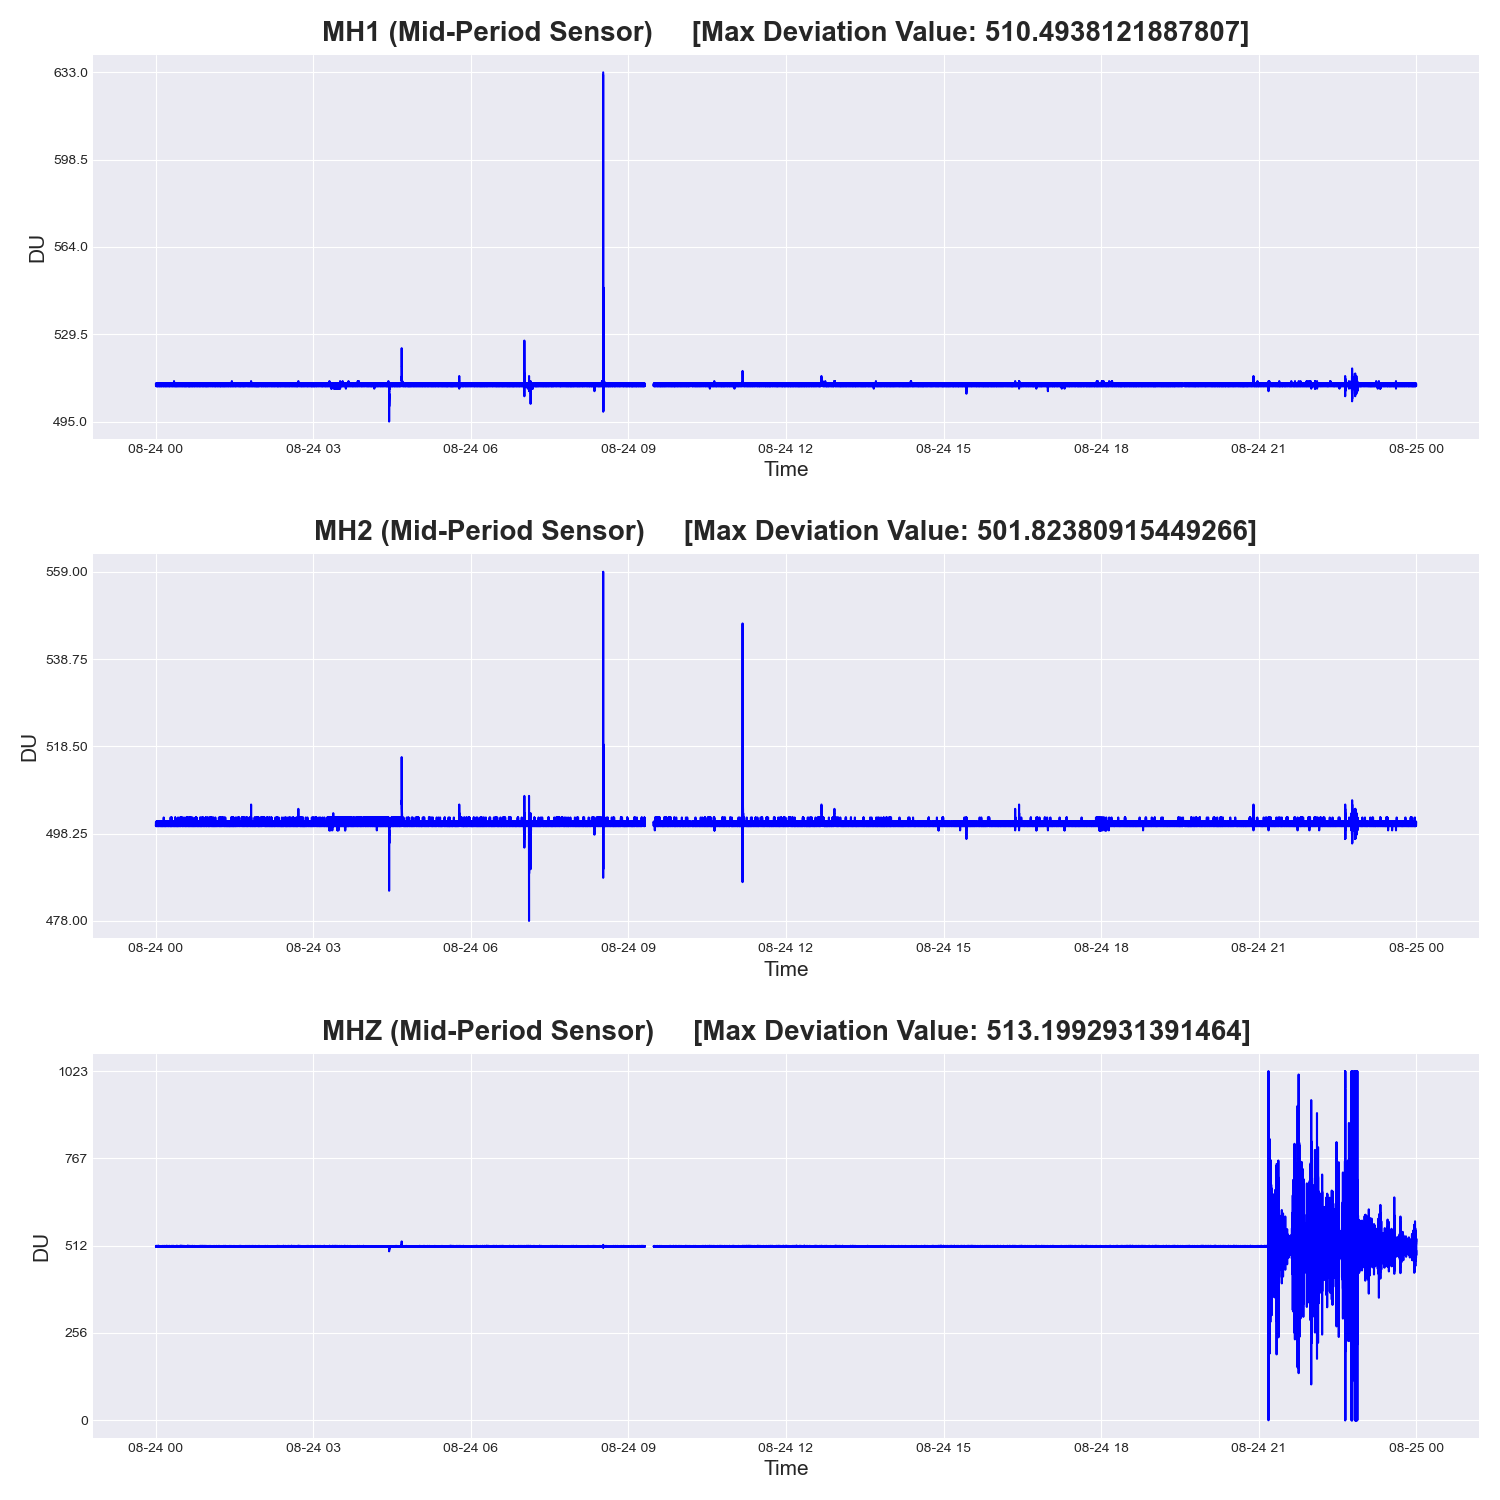 MH1 (Mid-Period Sensor) [Max Deviation Value: 510.4938121887807]
633.0
598.5
564.0
529.5
495.0
DU
08-24 00 08-24 03 08-24 06 08-24 09 08-24 12 08-24 15 08-24 18 08-24 21 08-25 00
Time
MH2 (Mid-Period Sensor) [Max Deviation Value: 501.82380915449266]
559.00
538.75
518.50
498.25
478.00
DU
08-24 00 08-24 03 08-24 06 08-24 09 08-24 12 08-24 15 08-24 18 08-24 21 08-25 00
Time
MHZ (Mid-Period Sensor) [Max Deviation Value: 513.1992931391464]
1023
767
512
256
0
DU
08-24 00 08-24 03 08-24 06 08-24 09 08-24 12 08-24 15 08-24 18 08-24 21 08-25 00
Time